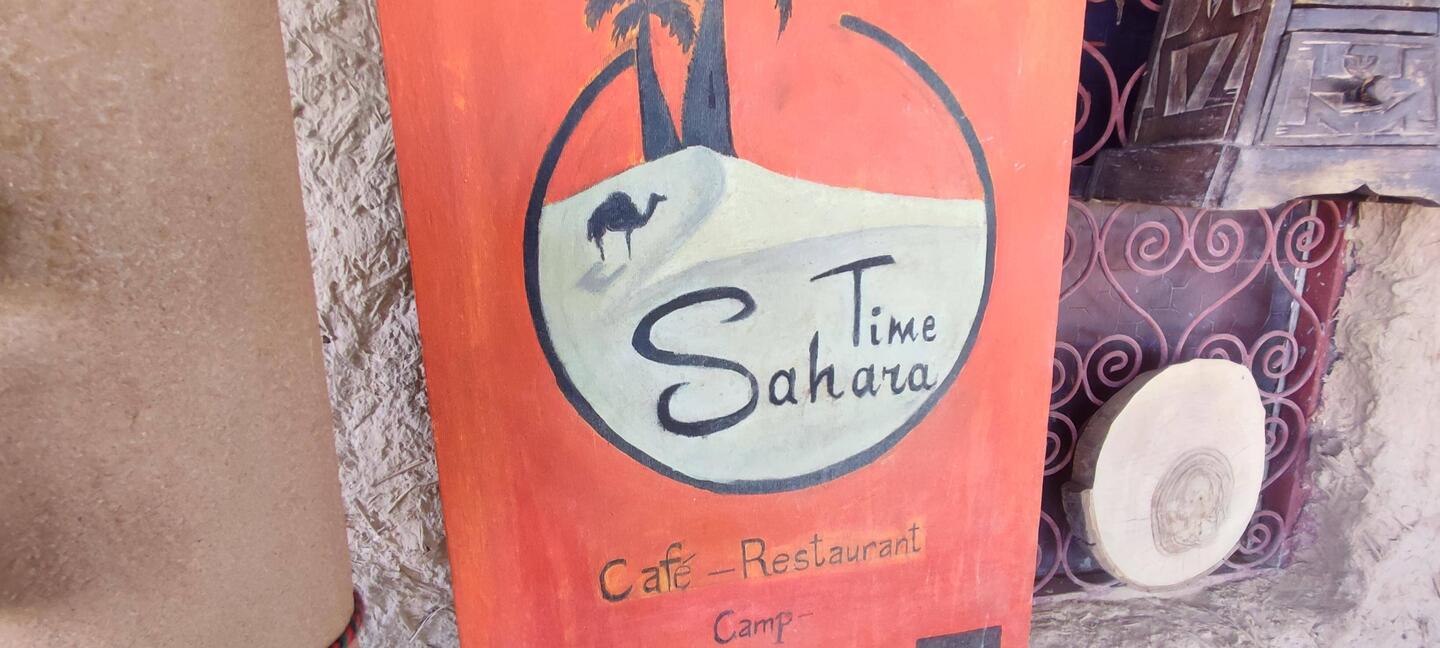 Time
Sahara
Café - Restaurant
Camp-